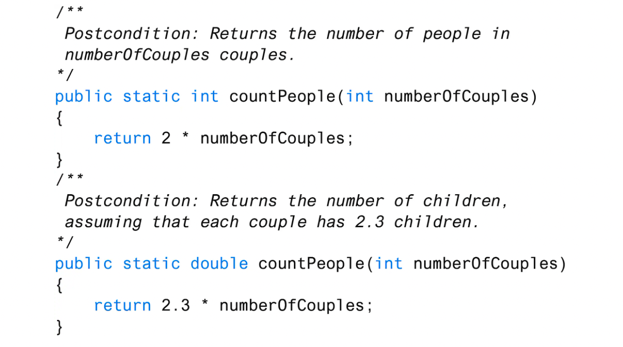 /**
Postcondition: Returns the number of people in
numberOfCouples couples.
*/
public static int countPeople(int numberOfCouples)
{
return 2 * numberOfCouples;
}
/**
Postcondition: Returns the number of children,
assuming that each couple has 2.3 children.
*/
public static double countPeople(int numberOfCouples)
{
return 2.3 * numberOfCouples;
}